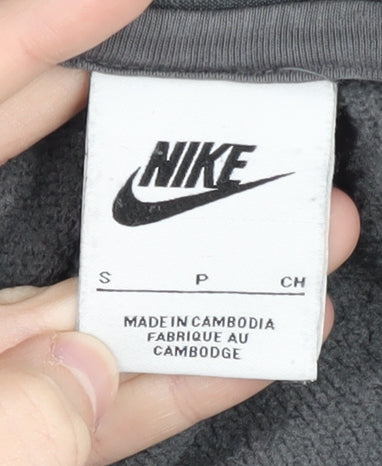 NIKE
S P CH
MADE IN CAMBODIA
FABRIQUE AU
CAMBODGE